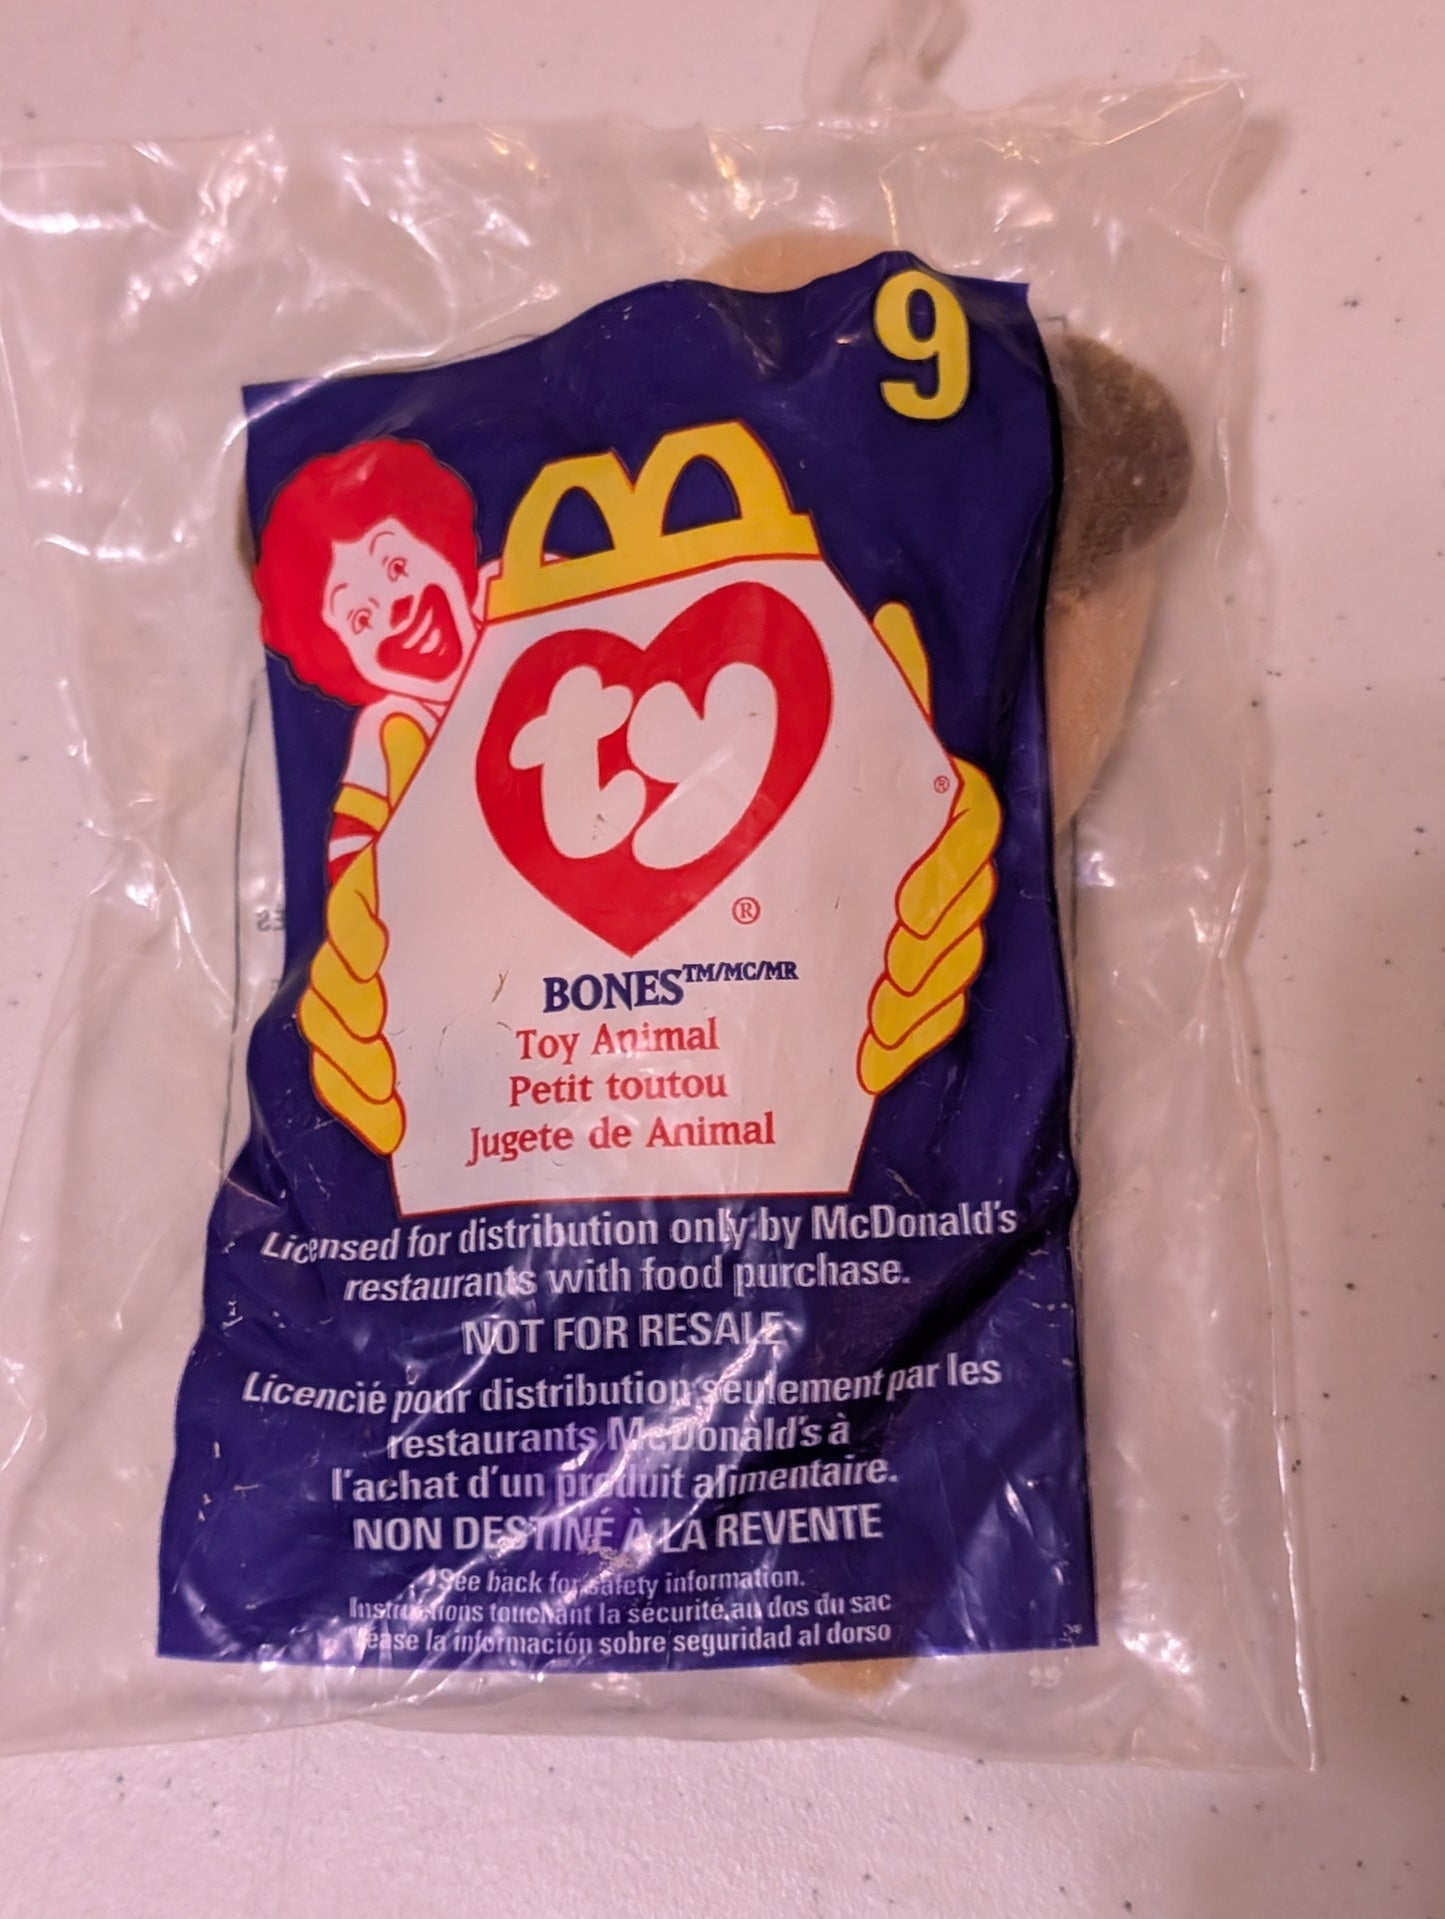 9
ty
®
®
BONES™/MC/MR
Toy Animal
Petit toutou
Jugete de Animal
Licensed for distribution only by McDonald's
restaurants with food purchase.
NOT FOR RESALE
Licencié pour distribution seulement par les
restaurants McDonald's à
l'achat d'un produit alimentaire.
NON DESTINÉ À LA REVENTE
See back for safety information.
Instructions touchant la sécurité au dos du sac
Véase la información sobre seguridad al dorso